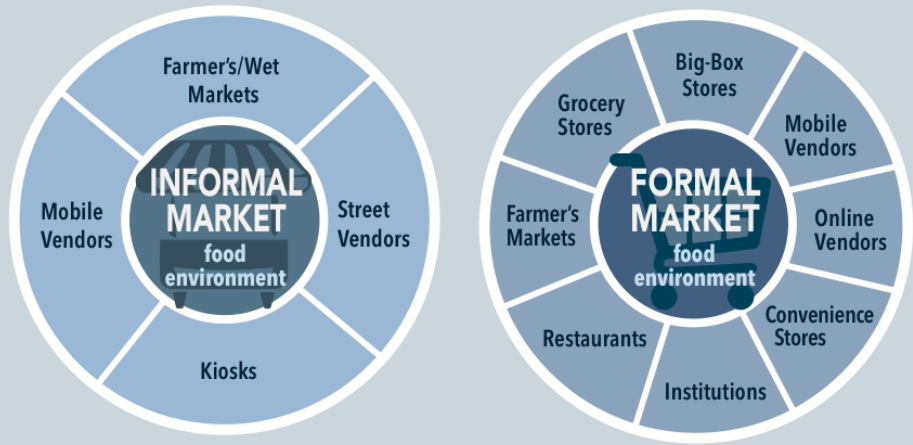 Farmer's/Wet
Markets
Mobile
Vendors
INFORMAL
MARKET
food
environment
Street
Vendors
Kiosks
Big-Box
Stores
Grocery
Stores
Mobile
Vendors
Farmer's
Markets
FORMAL
MARKET
food
environment
Online
Vendors
Restaurants
Convenience
Stores
Institutions